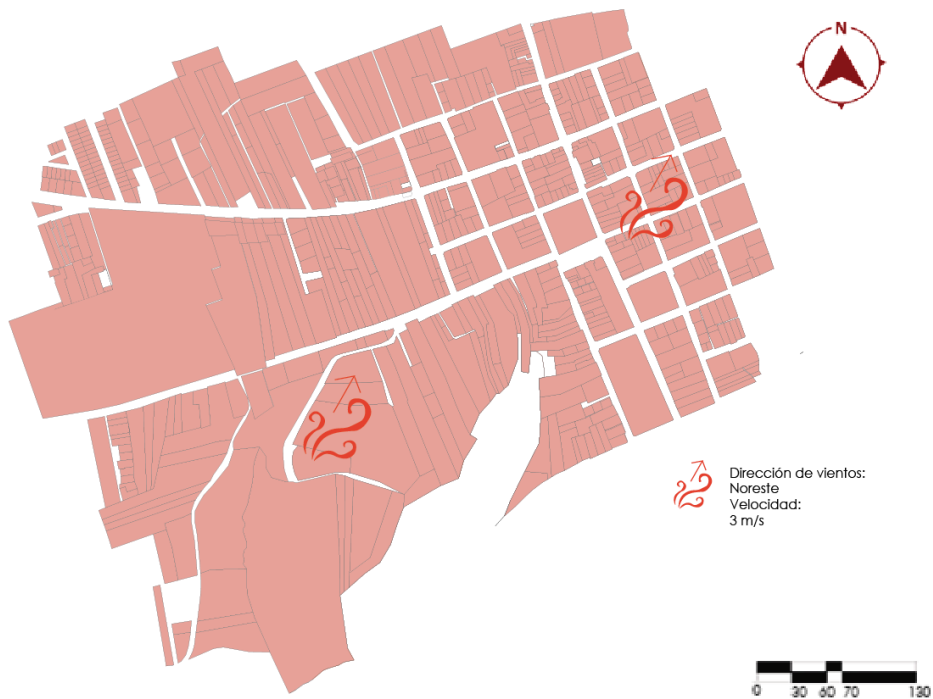 N
Dirección de vientos:
Noreste
Velocidad:
3 m/s
0 30 60 70 130